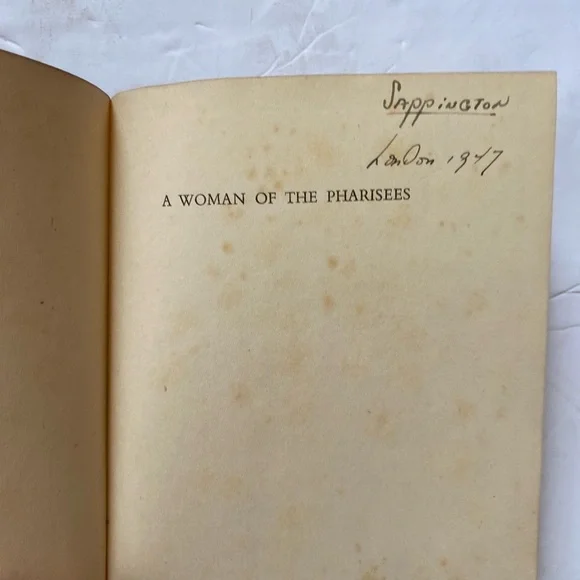 SAPPINGTON
London 1947
A WOMAN OF THE PHARISEES